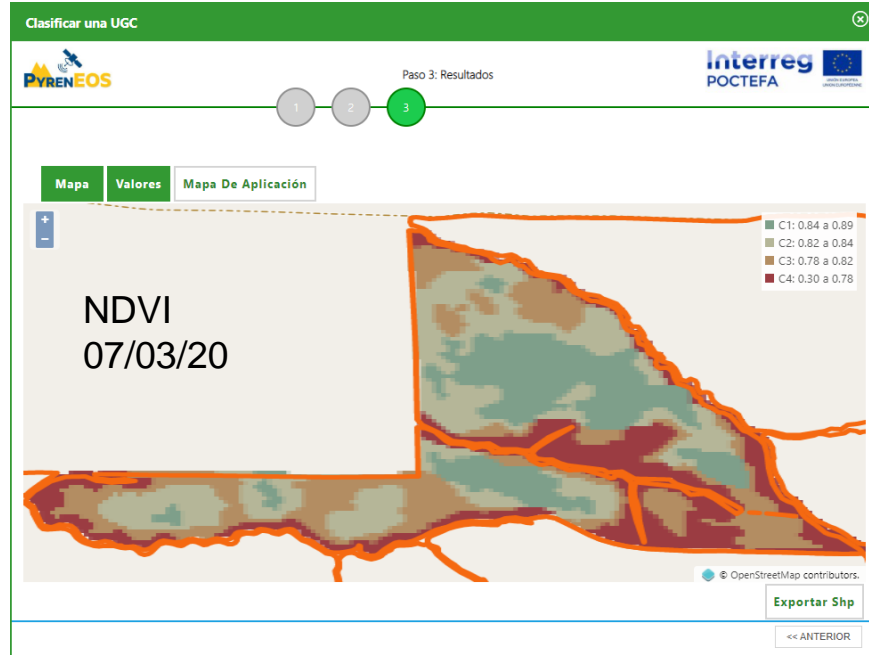 Clasificar una UGC
PYRENEOS
Paso 3: Resultados
Interreg
POCTEFA
1 2 3
Mapa Valores Mapa De Aplicación
+
−
C1: 0.84 a 0.89
C2: 0.82 a 0.84
C3: 0.78 a 0.82
C4: 0.30 a 0.78
NDVI
07/03/20
© OpenStreetMap contributors.
Exportar Shp
<< ANTERIOR